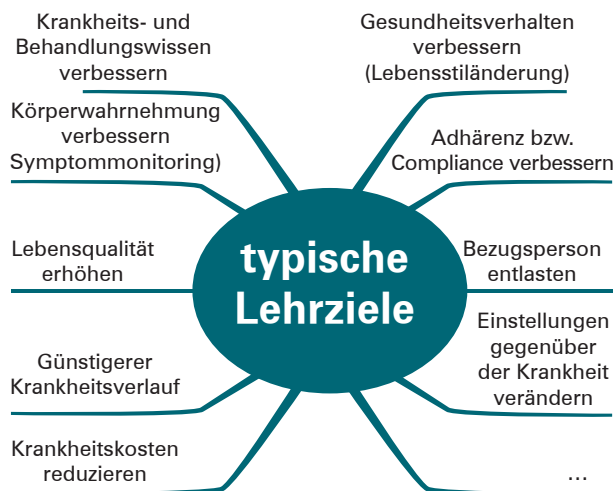 Krankheits- und
Behandlungswissen
verbessern
Körperwahrnehmung
verbessern
Symptommonitoring)
Lebensqualität
erhöhen
Günstigerer
Krankheitsverlauf
Krankheitskosten
reduzieren
typische
Lehrziele
Gesundheitsverhalten
verbessern
(Lebensstiländerung)
Adhärenz bzw.
Compliance verbessern
Bezugsperson
entlasten
Einstellungen
gegenüber
der Krankheit
verändern
...